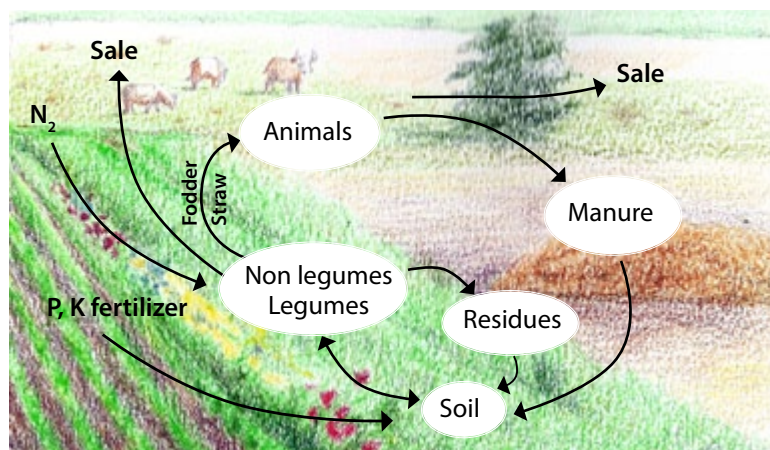 Sale
Sale
N₂
Animals
Fodder
Straw
Manure
Non legumes
Legumes
P, K fertilizer
Residues
Soil